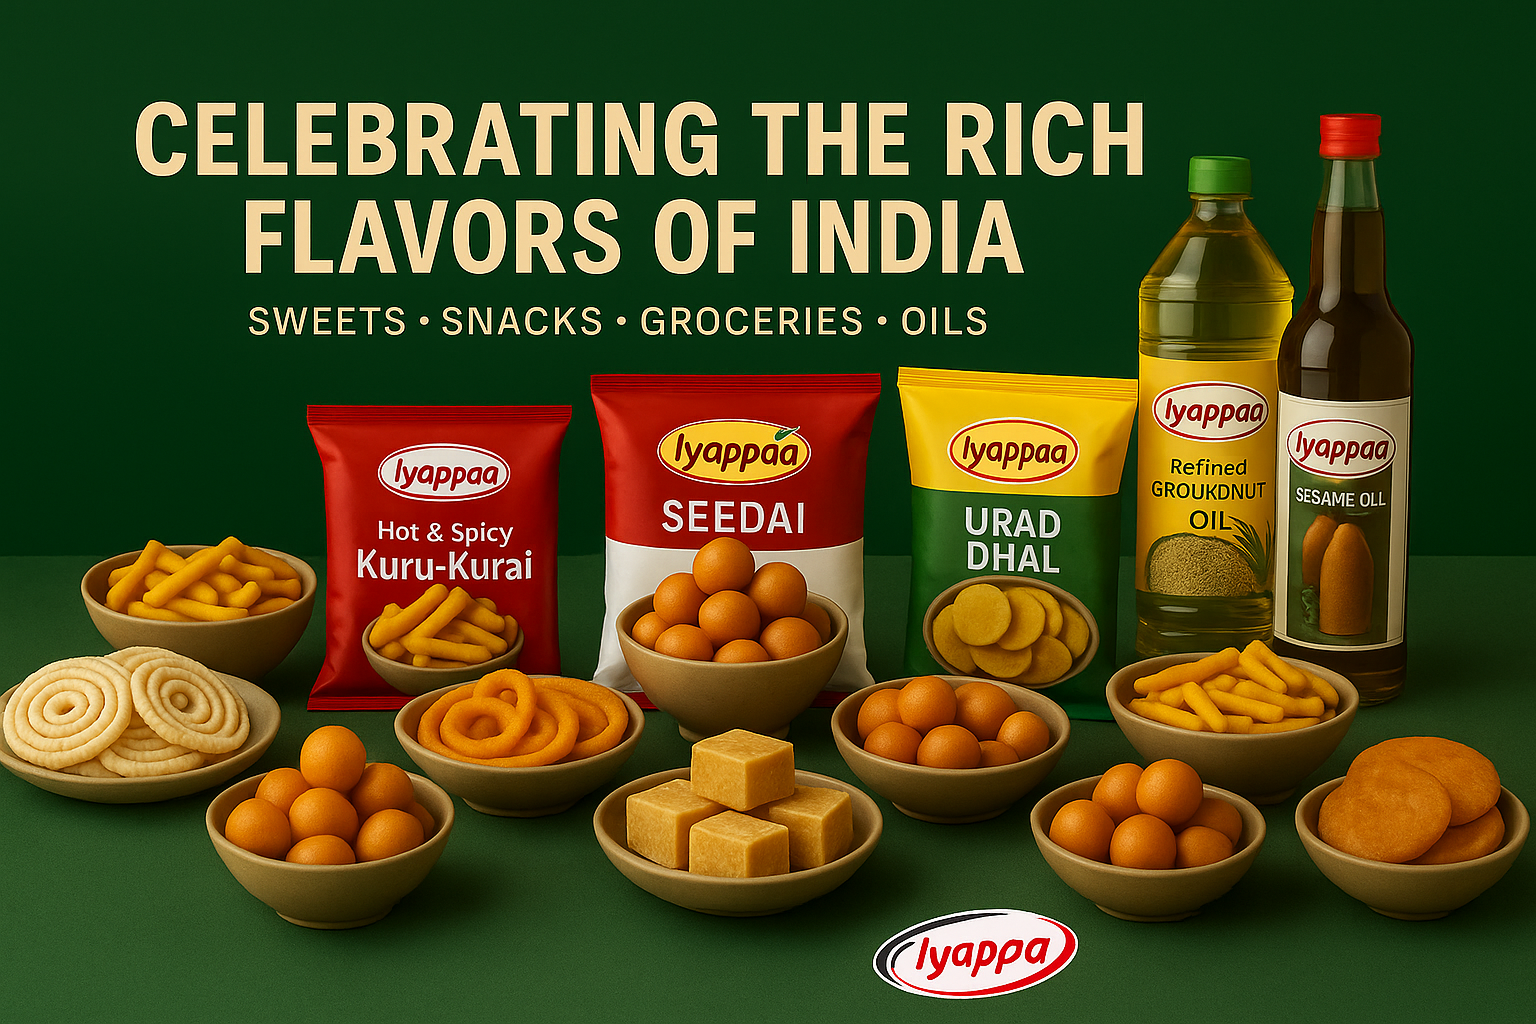 CELEBRATING THE RICH
FLAVORS OF INDIA
SWEETS • SNACKS • GROCERIES • OILS
Iyappaa
Hot & Spicy
Kuru-Kurai
Iyappaa
SEEDAI
Iyappaa
URAD
DHAL
Iyappaa
Refined
GROUKDNUT
OIL
Iyappaa
SESAME OLL
Iyappa